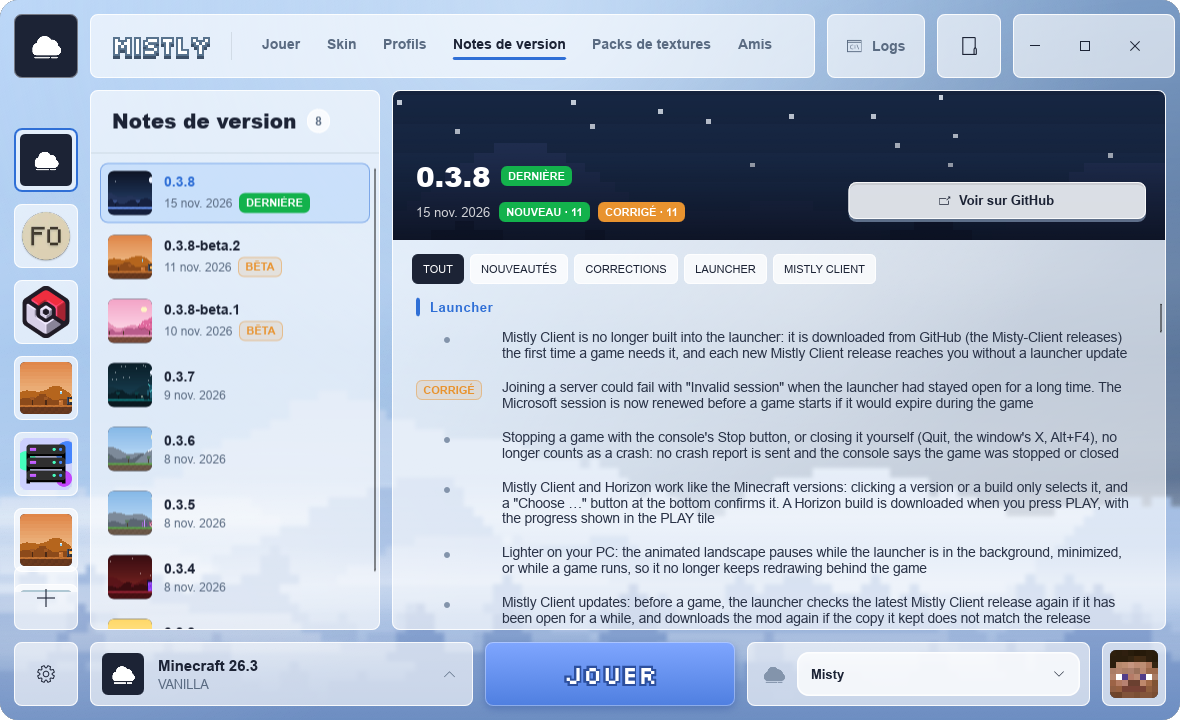 MISTLY
Jouer
Skin
Profils
Notes de version
Packs de textures
Amis
Logs
Notes de version 8
0.3.8
15 nov. 2026 DERNIÈRE
0.3.8-beta.2
11 nov. 2026 BÊTA
0.3.8-beta.1
10 nov. 2026 BÊTA
0.3.7
9 nov. 2026
0.3.6
8 nov. 2026
0.3.5
8 nov. 2026
0.3.4
8 nov. 2026
FO
0.3.8 DERNIÈRE
15 nov. 2026 NOUVEAU · 11 CORRIGÉ · 11
Voir sur GitHub
TOUT
NOUVEAUTÉS
CORRECTIONS
LAUNCHER
MISTLY CLIENT
Launcher
Mistly Client is no longer built into the launcher: it is downloaded from GitHub (the Misty-Client releases)
the first time a game needs it, and each new Mistly Client release reaches you without a launcher update
CORRIGÉ
Joining a server could fail with "Invalid session" when the launcher had stayed open for a long time. The
Microsoft session is now renewed before a game starts if it would expire during the game
Stopping a game with the console's Stop button, or closing it yourself (Quit, the window's X, Alt+F4), no
longer counts as a crash: no crash report is sent and the console says the game was stopped or closed
Mistly Client and Horizon work like the Minecraft versions: clicking a version or a build only selects it, and
a "Choose …" button at the bottom confirms it. A Horizon build is downloaded when you press PLAY, with
the progress shown in the PLAY tile
Lighter on your PC: the animated landscape pauses while the launcher is in the background, minimized,
or while a game runs, so it no longer keeps redrawing behind the game
Mistly Client updates: before a game, the launcher checks the latest Mistly Client release again if it has
been open for a while, and downloads the mod again if the copy it kept does not match the release
Minecraft 26.3
VANILLA
JOUER
Misty